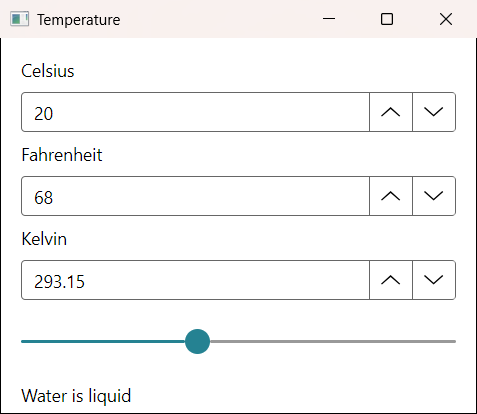 Temperature
Celsius
20
Fahrenheit
68
Kelvin
293.15
Water is liquid